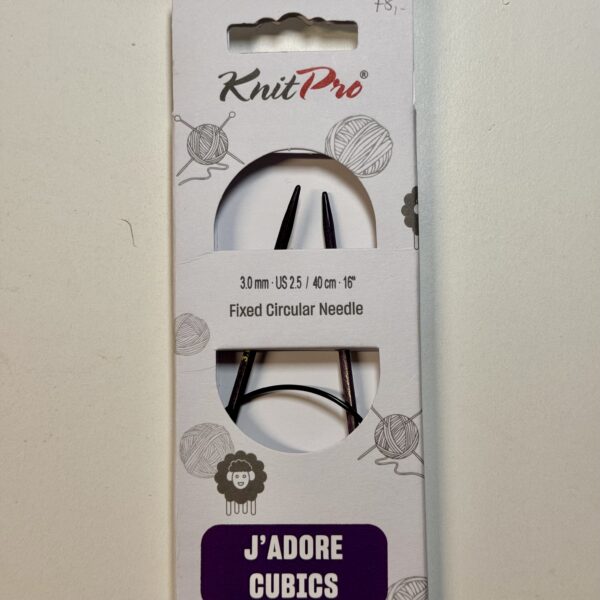 78,-
KnitPro®
3.0 mm · US 2.5 / 40 cm · 16"
Fixed Circular Needle
J'ADORE
CUBICS